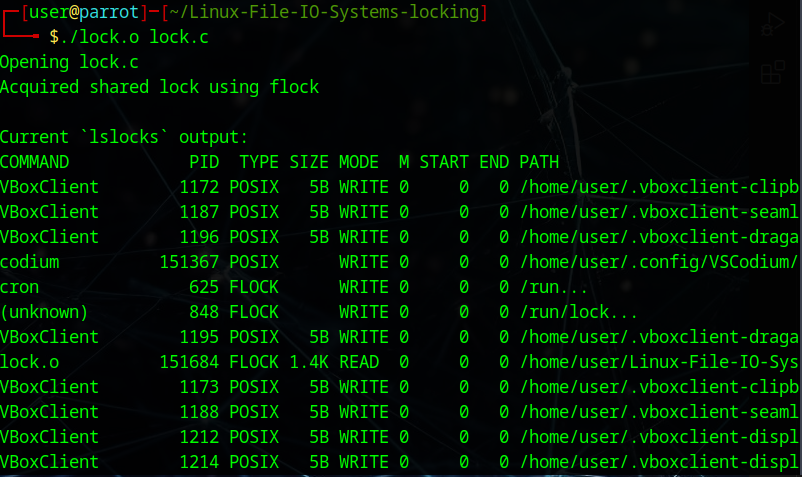 [user@parrot]-[~/Linux-File-IO-Systems-locking]
$./lock.o lock.c
Opening lock.c
Acquired shared lock using flock
Current `lslocks` output:
COMMAND PID TYPE SIZE MODE M START END PATH
VBoxClient 1172 POSIX 5B WRITE 0 0 0 /home/user/.vboxclient-clipb
VBoxClient 1187 POSIX 5B WRITE 0 0 0 /home/user/.vboxclient-seaml
VBoxClient 1196 POSIX 5B WRITE 0 0 0 /home/user/.vboxclient-draga
codium 151367 POSIX WRITE 0 0 0 /home/user/.config/VSCodium/
cron 625 FLOCK WRITE 0 0 0 /run...
(unknown) 848 FLOCK WRITE 0 0 0 /run/lock...
VBoxClient 1195 POSIX 5B WRITE 0 0 0 /home/user/.vboxclient-draga
lock.o 151684 FLOCK 1.4K READ 0 0 0 /home/user/Linux-File-IO-Sys
VBoxClient 1173 POSIX 5B WRITE 0 0 0 /home/user/.vboxclient-clipb
VBoxClient 1188 POSIX 5B WRITE 0 0 0 /home/user/.vboxclient-seaml
VBoxClient 1212 POSIX 5B WRITE 0 0 0 /home/user/.vboxclient-displ
VBoxClient 1214 POSIX 5B WRITE 0 0 0 /home/user/.vboxclient-displ